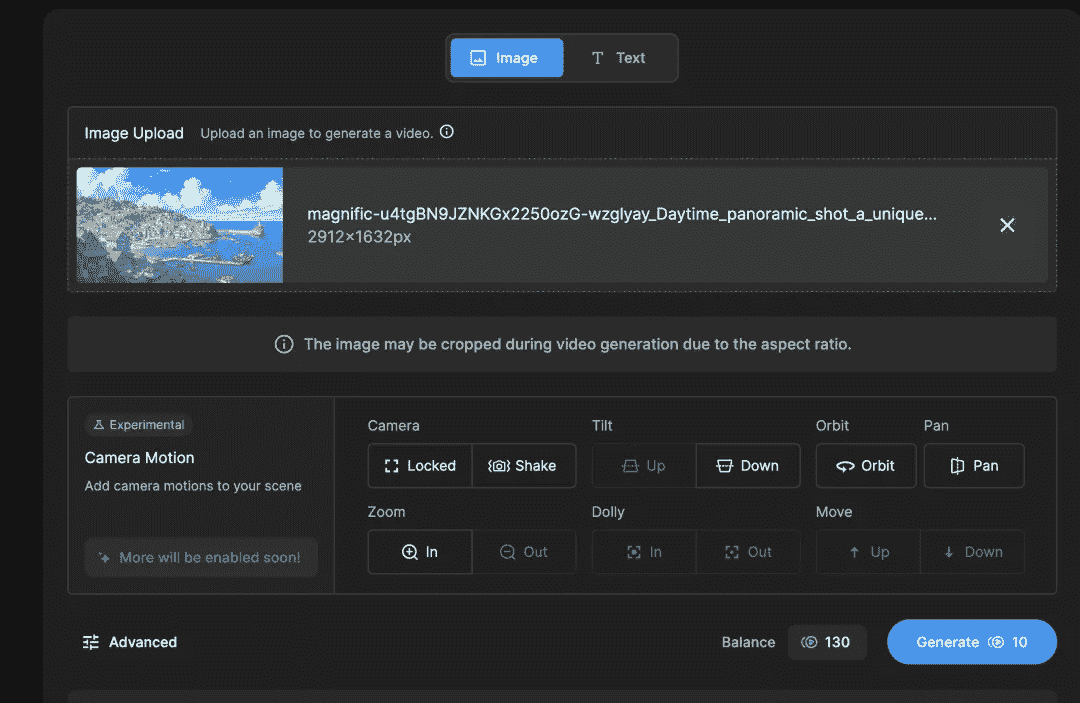 Image Text
Image Upload Upload an image to generate a video.
magnific-u4tgBN9JZNKGx2250ozG-wzglyay_Daytime_panoramic_shot_a_unique...
2912×1632px
The image may be cropped during video generation due to the aspect ratio.
Experimental
Camera Motion
Add camera motions to your scene
More will be enabled soon!
Camera Tilt Orbit Pan
Locked Shake Up Down Orbit Pan
Zoom Dolly Move
In Out In Out Up Down
Advanced Balance 130 Generate 10